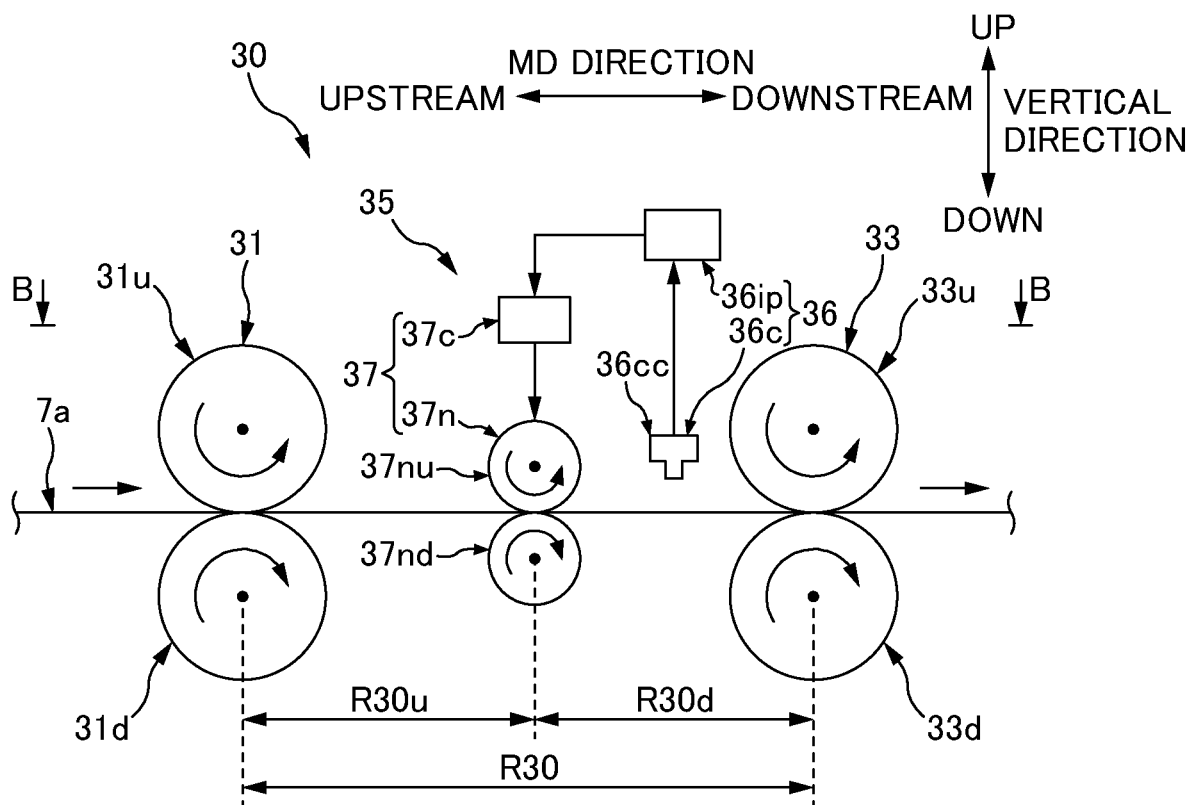 30
MD DIRECTION
UPSTREAM
DOWNSTREAM
UP
VERTICAL
DIRECTION
DOWN
35
31
31u
B
33
33u
B
36ip
36c
36
37c
37
36cc
7a
37n
37nu
37nd
31d
R30u
R30d
33d
R30